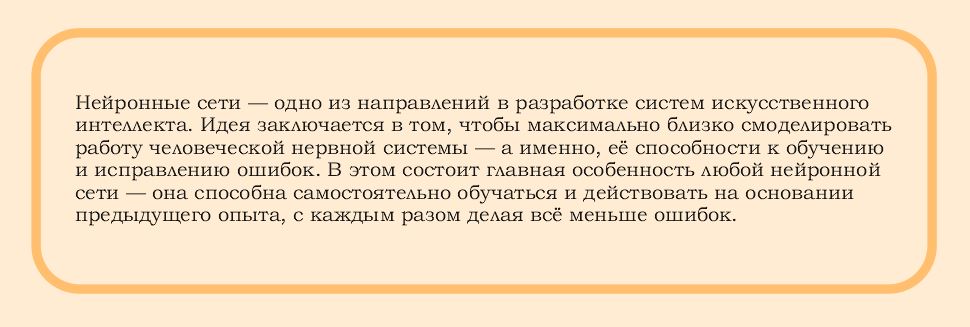 Нейронные сети — одно из направлений в разработке систем искусственного
интеллекта. Идея заключается в том, чтобы максимально близко смоделировать
работу человеческой нервной системы — а именно, её способности к обучению
и исправлению ошибок. В этом состоит главная особенность любой нейронной
сети — она способна самостоятельно обучаться и действовать на основании
предыдущего опыта, с каждым разом делая всё меньше ошибок.